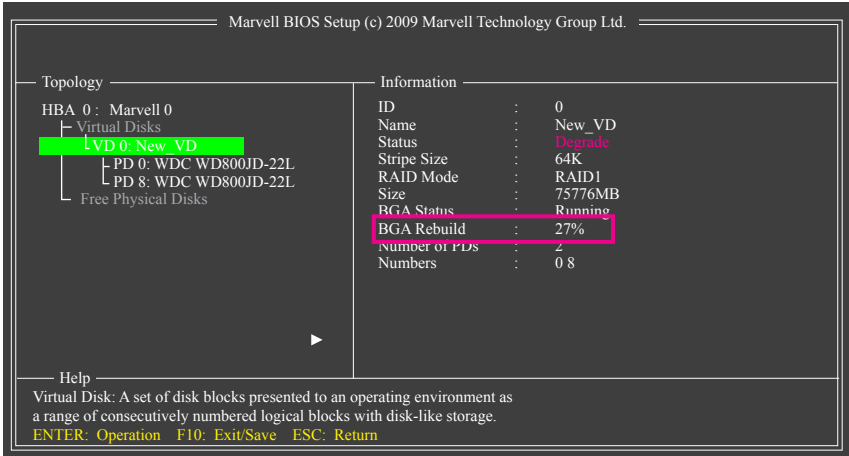 Marvell BIOS Setup (c) 2009 Marvell Technology Group Ltd.
Topology
HBA 0 : Marvell 0
Virtual Disks
VD 0: New_VD
PD 0: WDC WD800JD-22L
PD 8: WDC WD800JD-22L
Free Physical Disks
Information
ID : 0
Name : New_VD
Status : Degrade
Stripe Size : 64K
RAID Mode : RAID1
Size : 75776MB
BGA Status : Running
BGA Rebuild : 27%
Number of PDs : 2
Numbers : 0 8
Help
Virtual Disk: A set of disk blocks presented to an operating environment as
a range of consecutively numbered logical blocks with disk-like storage.
ENTER: Operation F10: Exit/Save ESC: Return